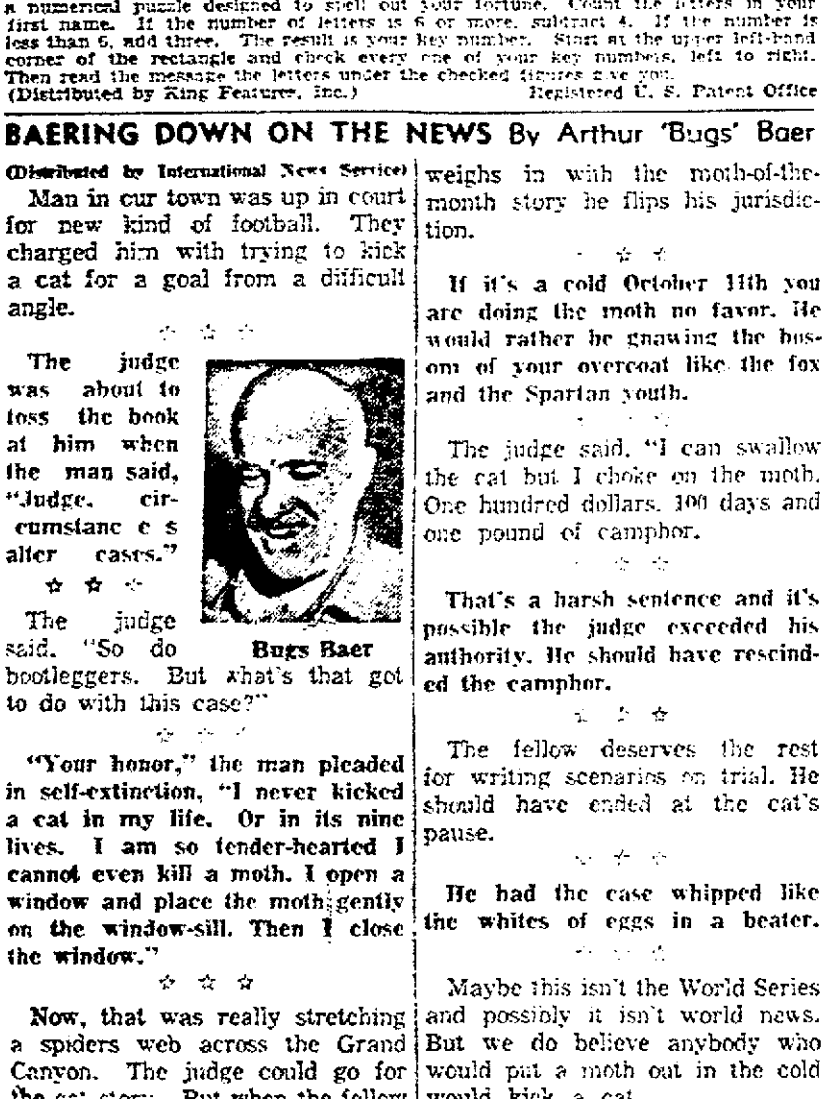 a numerical puzzle designed to spell out your fortune. Count the letters in your
first name. If the number of letters is 6 or more, subtract 4. If the number is
less than 6, add three. The result is your key number. Start at the upper left-hand
corner of the rectangle and check every one of your key numbers, left to right.
Then read the message the letters under the checked figures give you.
(Distributed by King Features, Inc.) Registered U. S. Patent Office
BAERING DOWN ON THE NEWS By Arthur 'Bugs' Baer
(Distributed by International News Service)
Man in our town was up in court
for new kind of football. They
charged him with trying to kick
a cat for a goal from a difficult
angle.
☆ ☆ ☆
The judge
was about to
toss the book
at him when
the man said,
"Judge, cir-
cumstanc e s
alter cases."
☆ ☆ ☆
The judge
said. "So do
Bugs Baer
bootleggers. But what's that got
to do with this case?"
☆ ☆ ☆
"Your honor," the man pleaded
in self-extinction, "I never kicked
a cat in my life. Or in its nine
lives. I am so tender-hearted I
cannot even kill a moth. I open a
window and place the moth gently
on the window-sill. Then I close
the window."
☆ ☆ ☆
Now, that was really stretching
a spiders web across the Grand
Canyon. The judge could go for
the cat story. But when the fellow
weighs in with the moth-of-the-
month story he flips his jurisdic-
tion.
☆ ☆ ☆
If it's a cold October 11th you
are doing the moth no favor. He
would rather be gnawing the bos-
om of your overcoat like the fox
and the Spartan youth.
☆ ☆ ☆
The judge said. "I can swallow
the cat but I choke on the moth.
One hundred dollars. 100 days and
one pound of camphor.
☆ ☆ ☆
That's a harsh sentence and it's
possible the judge exceeded his
authority. He should have rescind-
ed the camphor.
☆ ☆ ☆
The fellow deserves the rest
for writing scenarios on trial. He
should have ended at the cat's
pause.
☆ ☆ ☆
He had the case whipped like
the whites of eggs in a beater.
☆ ☆ ☆
Maybe this isn't the World Series
and possibly it isn't world news.
But we do believe anybody who
would put a moth out in the cold
would kick a cat.